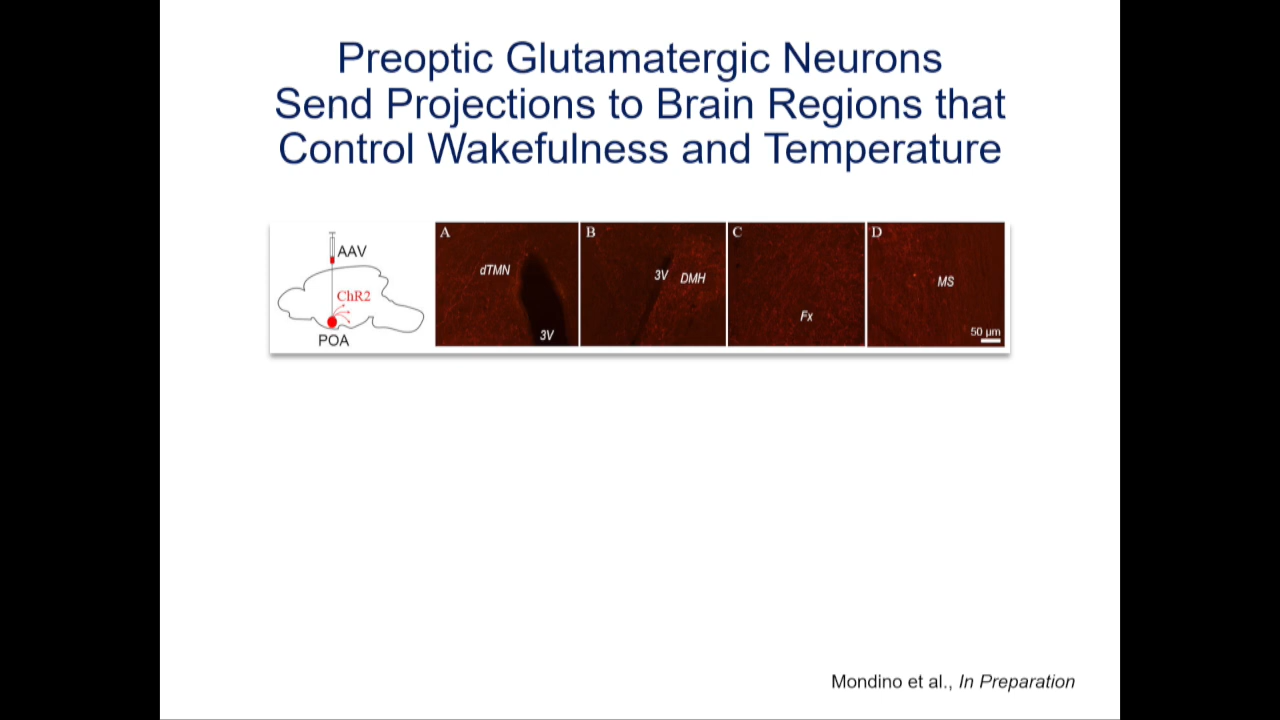 Preoptic Glutamatergic Neurons
Send Projections to Brain Regions that
Control Wakefulness and Temperature
AAV
ChR2
POA
A
dTMN
3V
B
3V DMH
C
Fx
D
MS
50 µm
Mondino et al., In Preparation